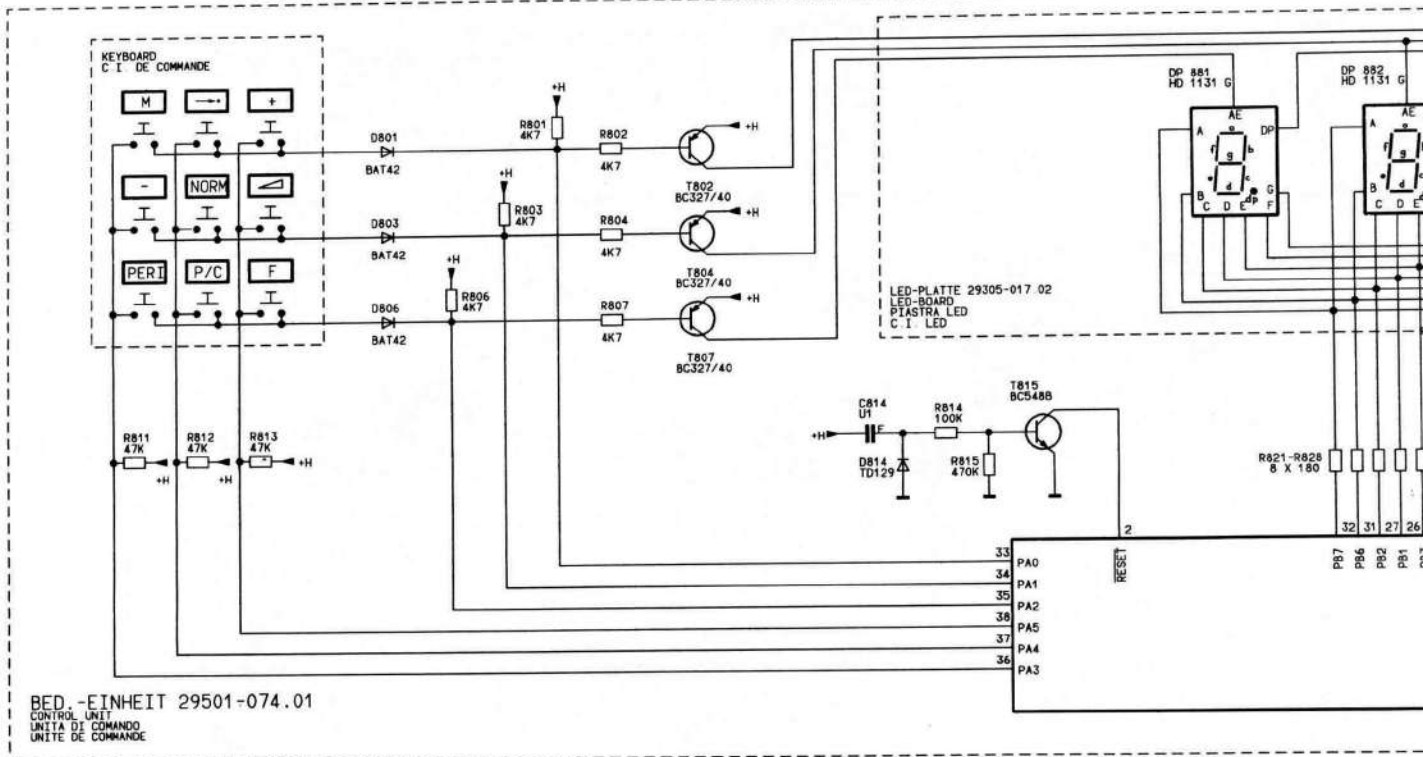 KEYBOARD
C I. DE COMMANDE
M
+
-
NORM
PERI
P/C
F
D801
BAT42
D803
BAT42
D806
BAT42
+H
R801
4K7
+H
R803
4K7
+H
R806
4K7
R802
4K7
R804
4K7
R807
4K7
+H
T802
BC327/40
+H
T804
BC327/40
+H
T807
BC327/40
DP 881
HD 1131 G
AE
A
DP
f
g
b
e
d
c
dp
B
C
D
E
G
F
DP 882
HD 1131 G
AE
A
f
g
e
d
B
C
D
E
LED-PLATTE 29305-017 02
LED-BOARD
PIASTRA LED
C I. LED
R811
47K
+H
R812
47K
+H
R813
47K
+H
C814
U1
F
+H
R814
100K
D814
TD129
R815
470K
T815
BC548B
R821-R828
8 X 180
2
RESET
32
31
27
26
PB7
PB6
PB2
PB1
33
PA0
34
PA1
35
PA2
38
PA5
37
PA4
36
PA3
BED.-EINHEIT 29501-074.01
CONTROL UNIT
UNITA DI COMANDO
UNITE DE COMMANDE